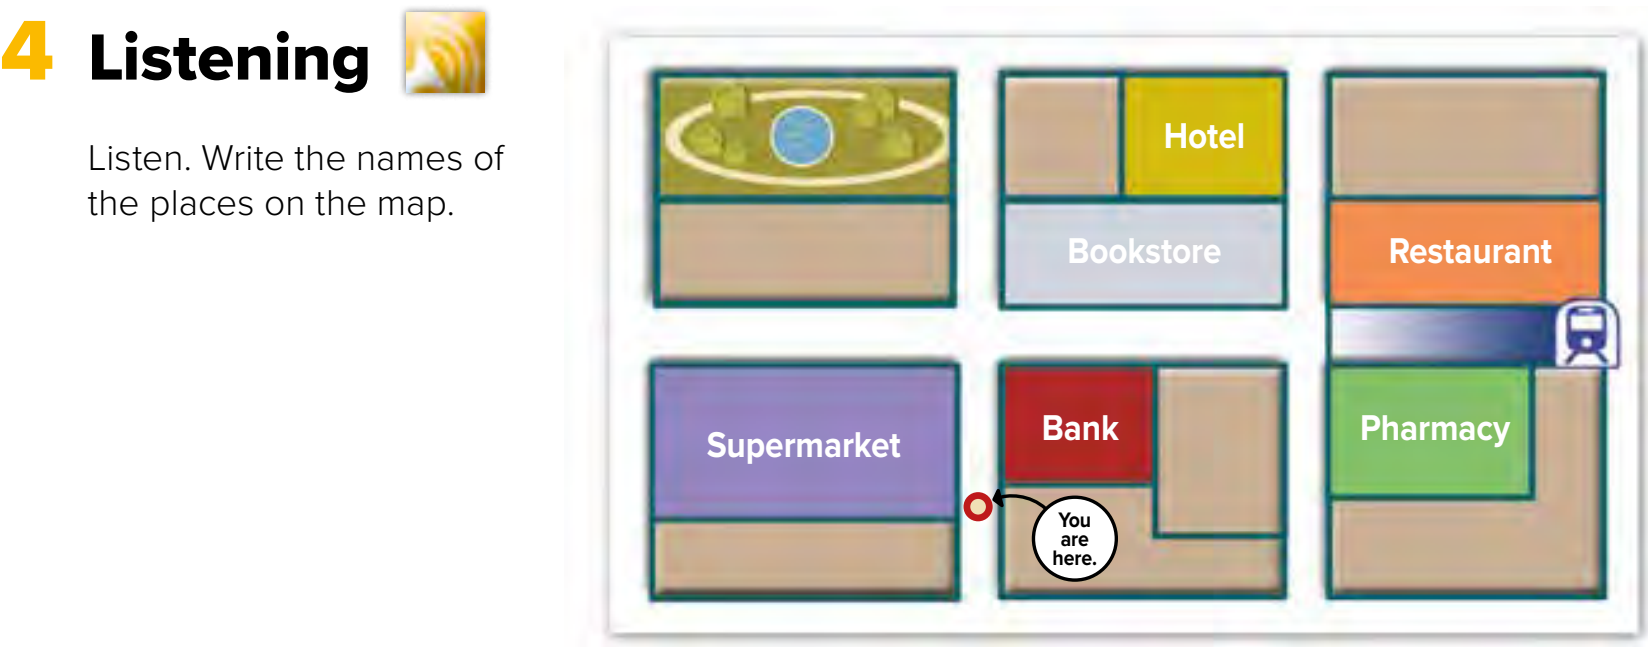 4 Listening
Listen. Write the names of
the places on the map.
Hotel
Bookstore
Restaurant
Supermarket
Bank
Pharmacy
You
are
here.